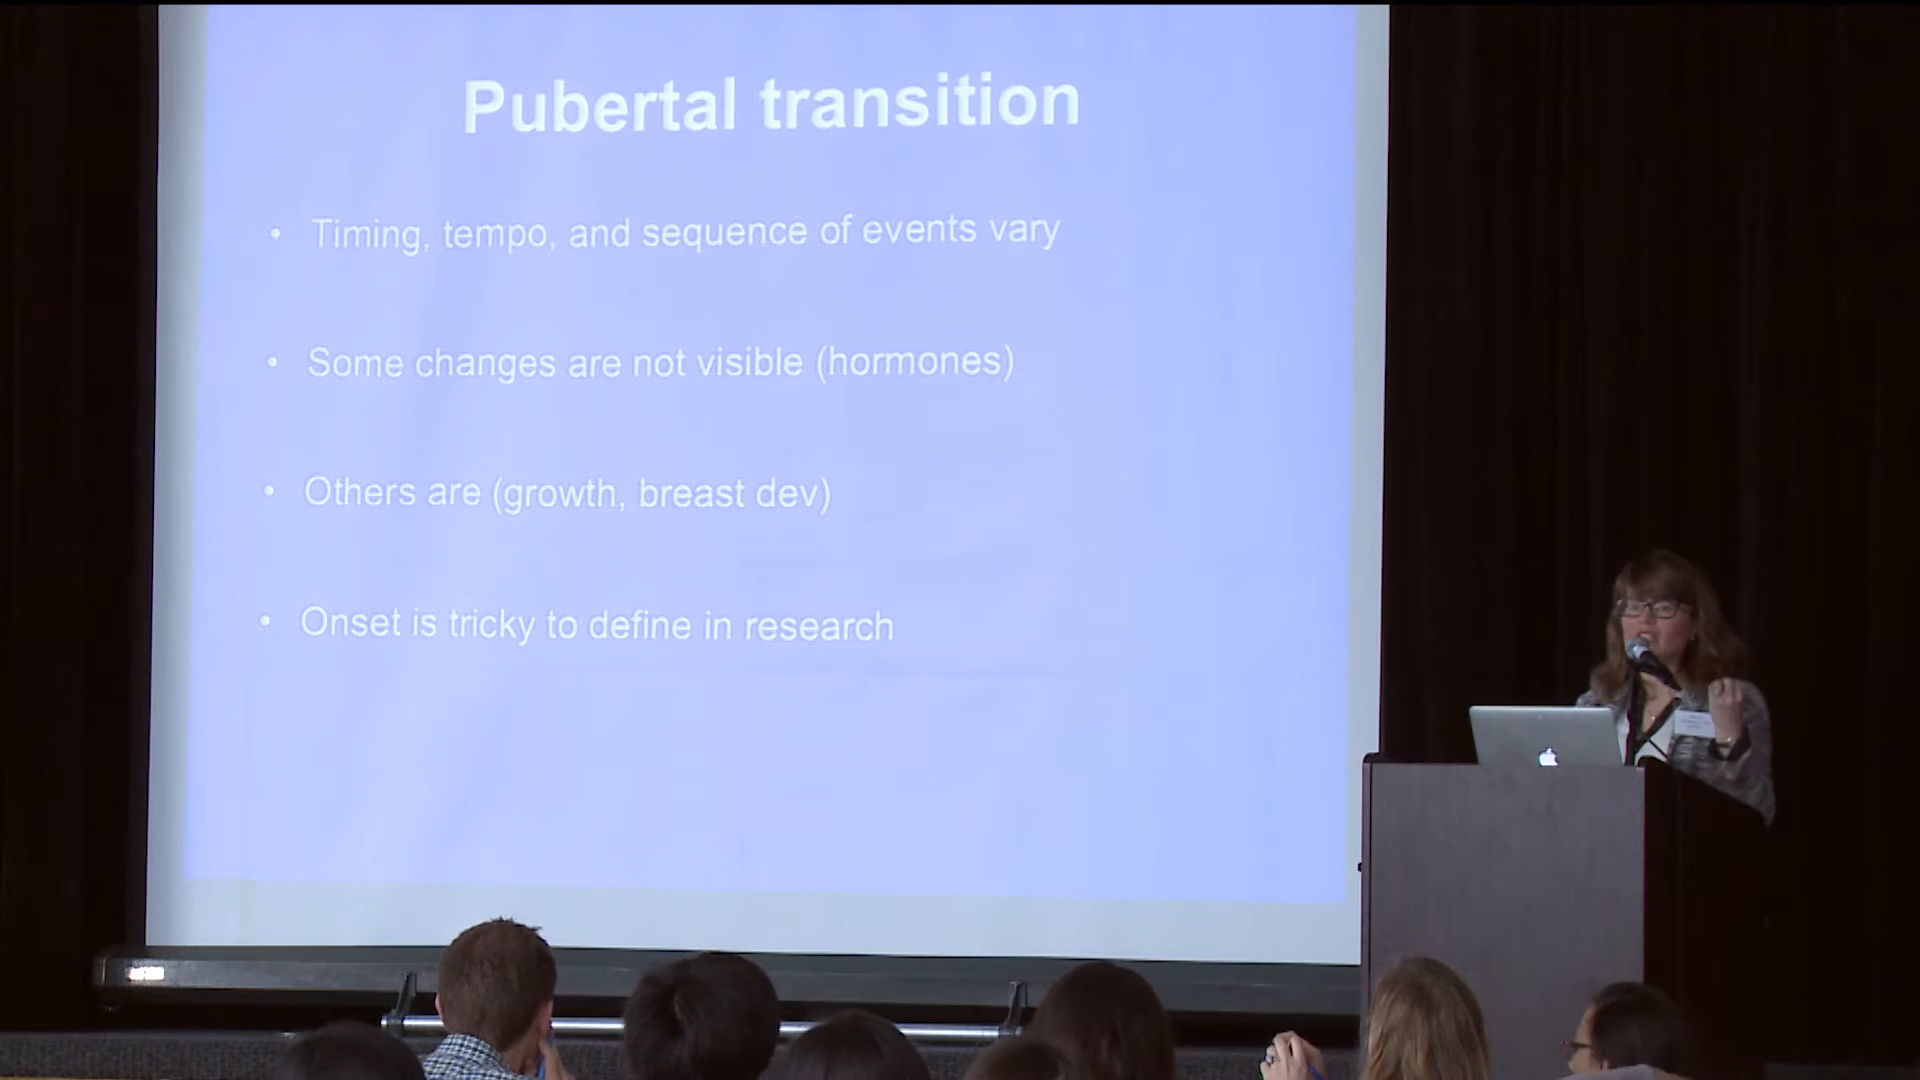 Pubertal transition
• Timing, tempo, and sequence of events vary
• Some changes are not visible (hormones)
• Others are (growth, breast dev)
• Onset is tricky to define in research